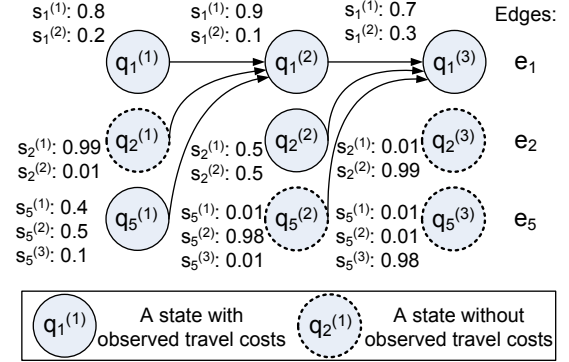 s₁⁽¹⁾: 0.8 s₁⁽¹⁾: 0.9 s₁⁽¹⁾: 0.7 Edges:
s₁⁽²⁾: 0.2 s₁⁽²⁾: 0.1 s₁⁽²⁾: 0.3
q₁⁽¹⁾ q₁⁽²⁾ q₁⁽³⁾ e₁
q₂⁽¹⁾ q₂⁽²⁾ q₂⁽³⁾ e₂
s₂⁽¹⁾: 0.99 s₂⁽¹⁾: 0.5 s₂⁽¹⁾: 0.01
s₂⁽²⁾: 0.01 s₂⁽²⁾: 0.5 s₂⁽²⁾: 0.99
q₅⁽¹⁾ q₅⁽²⁾ q₅⁽³⁾ e₅
s₅⁽¹⁾: 0.4 s₅⁽¹⁾: 0.01 s₅⁽¹⁾: 0.01
s₅⁽²⁾: 0.5 s₅⁽²⁾: 0.98 s₅⁽²⁾: 0.01
s₅⁽³⁾: 0.1 s₅⁽³⁾: 0.01 s₅⁽³⁾: 0.98
q₁⁽¹⁾ A state with q₂⁽¹⁾ A state without
observed travel costs observed travel costs